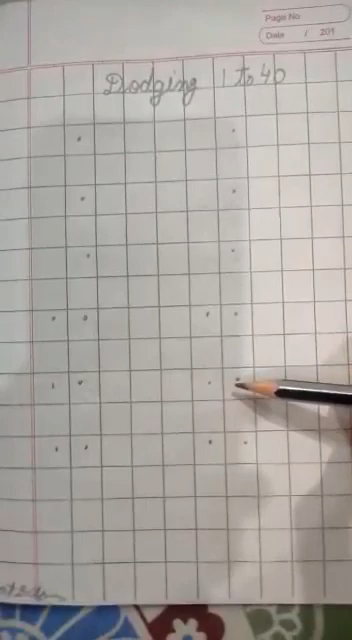 Page No
Date / 201
Dodging 1 to 40